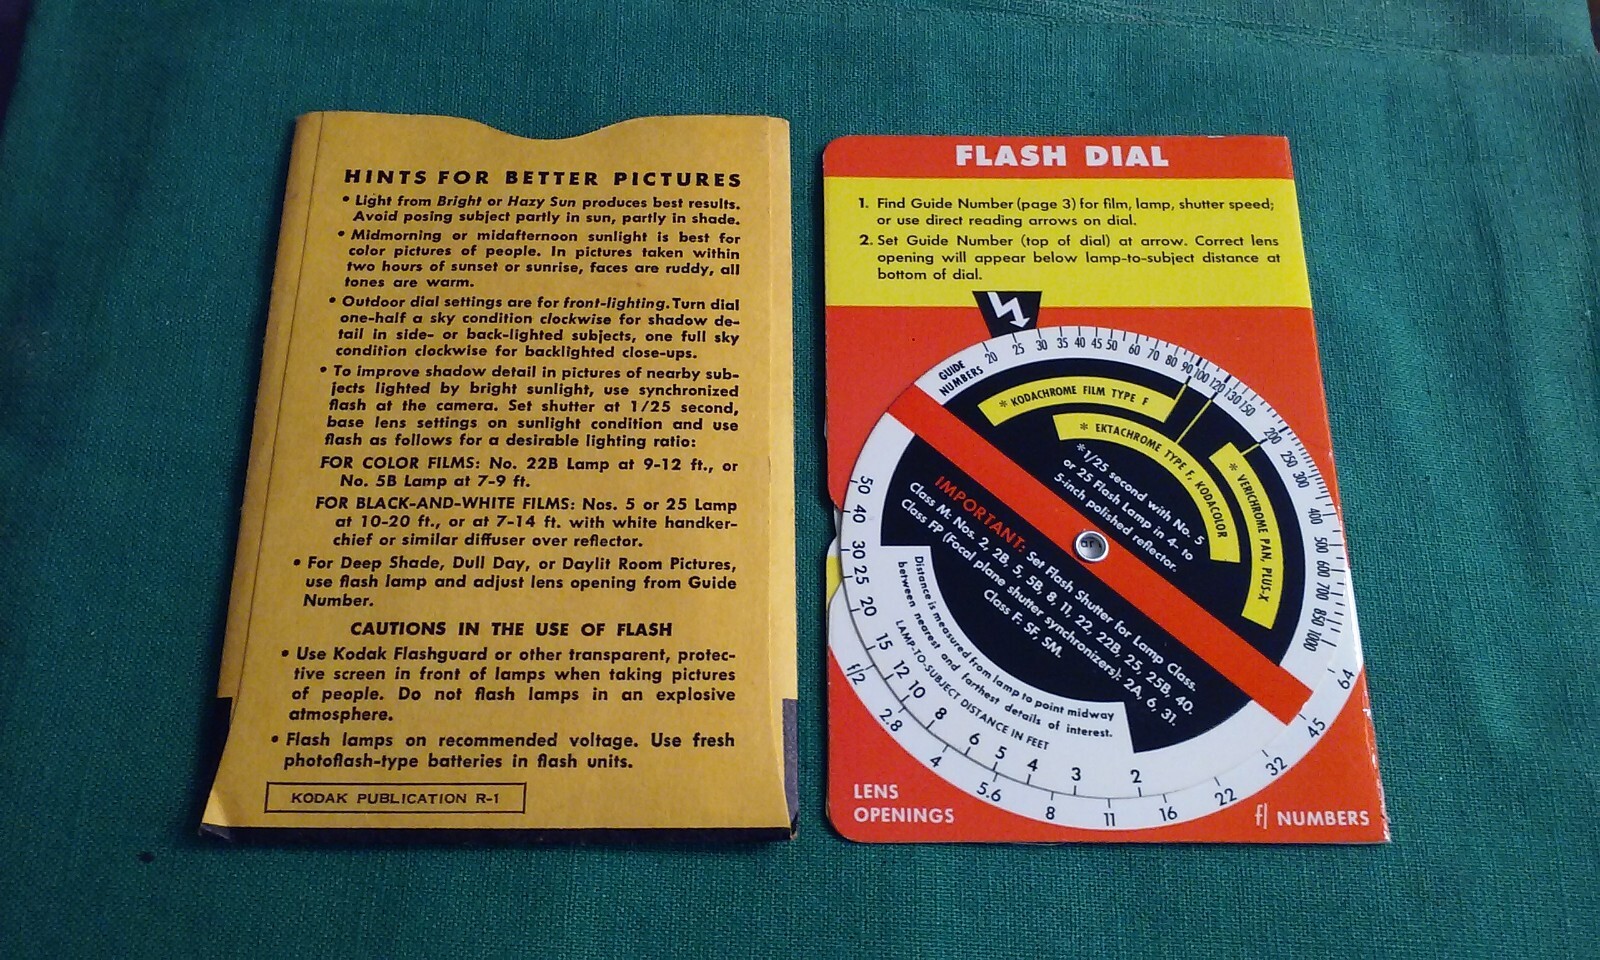 HINTS FOR BETTER PICTURES
• Light from Bright or Hazy Sun produces best results.
Avoid posing subject partly in sun, partly in shade.
• Midmorning or midafternoon sunlight is best for
color pictures of people. In pictures taken within
two hours of sunset or sunrise, faces are ruddy, all
tones are warm.
• Outdoor dial settings are for front-lighting. Turn dial
one-half a sky condition clockwise for shadow de-
tail in side- or back-lighted subjects, one full sky
condition clockwise for backlighted close-ups.
• To improve shadow detail in pictures of nearby sub-
jects lighted by bright sunlight, use synchronized
flash at the camera. Set shutter at 1/25 second,
base lens settings on sunlight condition and use
flash as follows for a desirable lighting ratio:
FOR COLOR FILMS: No. 22B Lamp at 9-12 ft., or
No. 5B Lamp at 7-9 ft.
FOR BLACK-AND-WHITE FILMS: Nos. 5 or 25 Lamp
at 10-20 ft., or at 7-14 ft. with white handker-
chief or similar diffuser over reflector.
• For Deep Shade, Dull Day, or Daylit Room Pictures,
use flash lamp and adjust lens opening from Guide
Number.
CAUTIONS IN THE USE OF FLASH
• Use Kodak Flashguard or other transparent, protec-
tive screen in front of lamps when taking pictures
of people. Do not flash lamps in an explosive
atmosphere.
• Flash lamps on recommended voltage. Use fresh
photoflash-type batteries in flash units.
KODAK PUBLICATION R-1
FLASH DIAL
1. Find Guide Number (page 3) for film, lamp, shutter speed;
or use direct reading arrows on dial.
2. Set Guide Number (top of dial) at arrow. Correct lens
opening will appear below lamp-to-subject distance at
bottom of dial.
GUIDE
NUMBERS
20 25 30 35 40 45 50 60 70 80 90 100 120 130 150 200 250 300 400 500 600 700 850 1000
* KODACHROME FILM TYPE F
* EKTACHROME TYPE F, KODACOLOR
* VERICHROME PAN, PLUS-X
*1/25 second with No. 5
or 25 Flash Lamp in 4- to
5-inch polished reflector.
IMPORTANT: Set Flash Shutter for Lamp Class.
Class M: Nos. 2, 2B, 5, 5B, 8, 11, 22, 22B, 25, 25B, 40.
Class FP (Focal plane shutter synchronizers): 2A, 6, 31.
Class F: SF, SM.
Distance is measured from lamp to point midway
between nearest and farthest details of interest.
LAMP-TO-SUBJECT DISTANCE IN FEET
50 40 30 25 20 15 12 10 8 6 5 4 3 2
f/2 2.8 4 5.6 8 11 16 22 32 45 64
LENS
OPENINGS
f/ NUMBERS